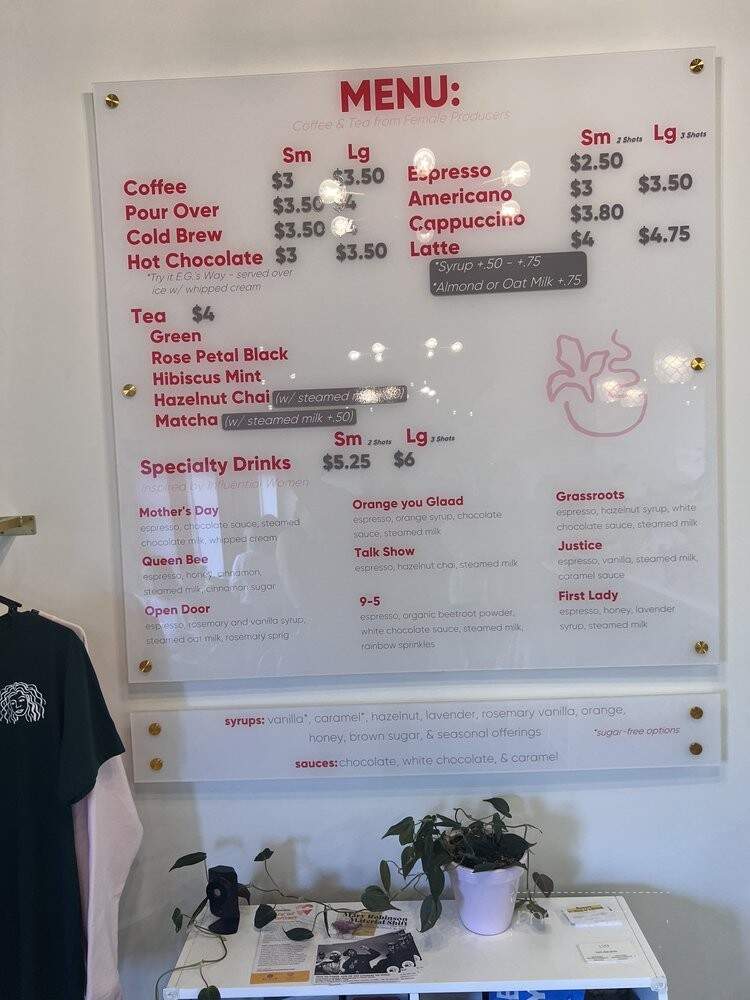 MENU:
Coffee & Tea from Female Producers
Sm Lg
Coffee $3 $3.50
Pour Over $3.50 $4
Cold Brew $3.50
Hot Chocolate $3 $3.50
*Try it E.G.'s Way - served over
ice w/ whipped cream
Sm 2 Shots Lg 3 Shots
Espresso $2.50
Americano $3 $3.50
Cappuccino $3.80
Latte $4 $4.75
*Syrup +.50 - +.75
*Almond or Oat Milk +.75
Tea $4
Green
Rose Petal Black
Hibiscus Mint
Hazelnut Chai (w/ steamed
Matcha (w/ steamed milk +.50)
Sm 2 Shots Lg 3 Shots
Specialty Drinks $5.25 $6
Inspired by Influential Women
Mother's Day
espresso, chocolate sauce, steamed
chocolate milk, whipped cream
Queen Bee
espresso, honey, cinnamon,
steamed milk, cinnamon sugar
Open Door
espresso, rosemary and vanilla syrup,
steamed oat milk, rosemary sprig
Orange you Glaad
espresso, orange syrup, chocolate
sauce, steamed milk
Talk Show
espresso, hazelnut chai, steamed milk
9-5
espresso, organic beetroot powder,
white chocolate sauce, steamed milk,
rainbow sprinkles
Grassroots
espresso, hazelnut syrup, white
chocolate sauce, steamed milk
Justice
espresso, vanilla, steamed milk,
caramel sauce
First Lady
espresso, honey, lavender
syrup, steamed milk
syrups: vanilla*, caramel*, hazelnut, lavender, rosemary vanilla, orange,
honey, brown sugar, & seasonal offerings
*sugar-free options
sauces: chocolate, white chocolate, & caramel
Mary Robinson
Material Shift